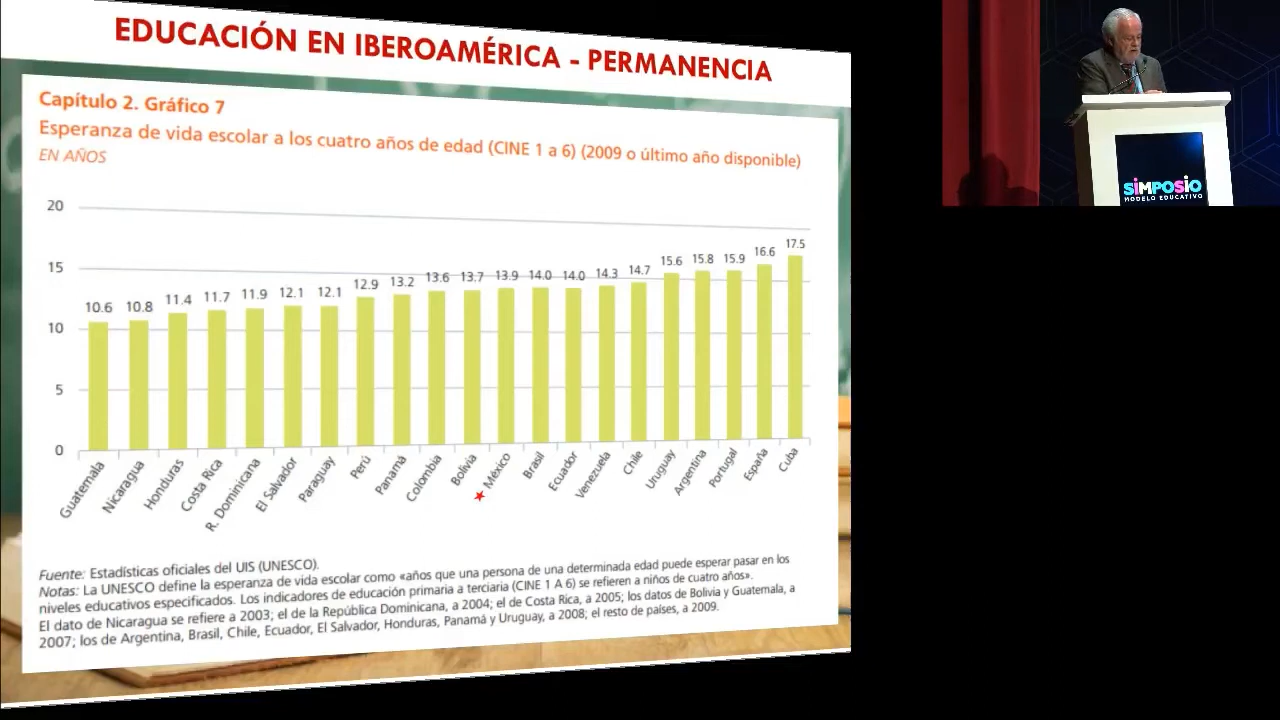 EDUCACIÓN EN IBEROAMÉRICA - PERMANENCIA
Capítulo 2. Gráfico 7
Esperanza de vida escolar a los cuatro años de edad (CINE 1 a 6) (2009 o último año disponible)
EN AÑOS
20
15
10
5
0
10.6 10.8 11.4 11.7 11.9 12.1 12.1 12.9 13.2 13.6 13.7 13.9 14.0 14.0 14.3 14.7 15.6 15.8 15.9 16.6 17.5
Guatemala Nicaragua Honduras Costa Rica R. Dominicana El Salvador Paraguay Perú Panamá Colombia Bolivia México Brasil Ecuador Venezuela Chile Uruguay Argentina Portugal España Cuba
Fuente: Estadísticas oficiales del UIS (UNESCO).
Notas: La UNESCO define la esperanza de vida escolar como «años que una persona de una determinada edad puede esperar pasar en los
niveles educativos especificados. Los indicadores de educación primaria a terciaria (CINE 1 A 6) se refieren a niños de cuatro años».
El dato de Nicaragua se refiere a 2003; el de la República Dominicana, a 2004; el de Costa Rica, a 2005; los datos de Bolivia y Guatemala, a
2007; los de Argentina, Brasil, Chile, Ecuador, El Salvador, Honduras, Panamá y Uruguay, a 2008; el resto de países, a 2009.
SIMPOSIO
MODELO EDUCATIVO